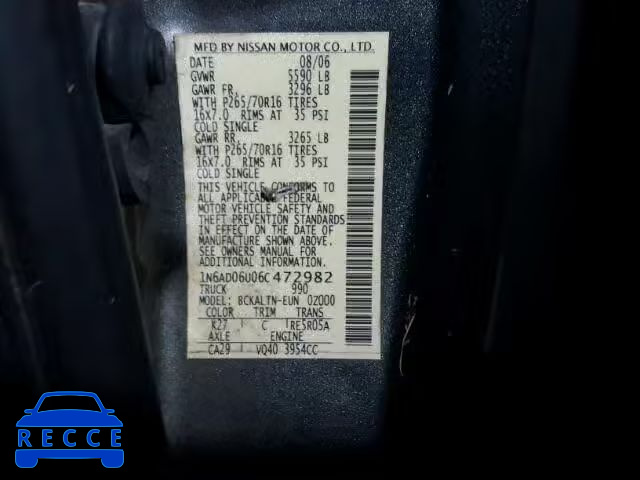 MFD BY NISSAN MOTOR CO., LTD.
DATE 08/06
GVWR 5590 LB
GAWR FR, 3296 LB
WITH P265/70R16 TIRES
16X7.0 RIMS AT 35 PSI
COLD SINGLE
GAWR RR 3265 LB
WITH P265/70R16 TIRES
16X7.0 RIMS AT 35 PSI
COLD SINGLE
THIS VEHICLE CONFORMS TO
ALL APPLICABLE FEDERAL
MOTOR VEHICLE SAFETY AND
THEFT PREVENTION STANDARDS
IN EFFECT ON THE DATE OF
MANUFACTURE SHOWN ABOVE.
SEE OWNERS MANUAL FOR
ADDITIONAL INFORMATION.
1N6AD06U06C472982
TRUCK 990
MODEL: BCKALTN-EUN 02000
COLOR TRIM TRANS
K27 C RE5R05A
AXLE ENGINE
CA29 VQ40 3954CC
RECCE